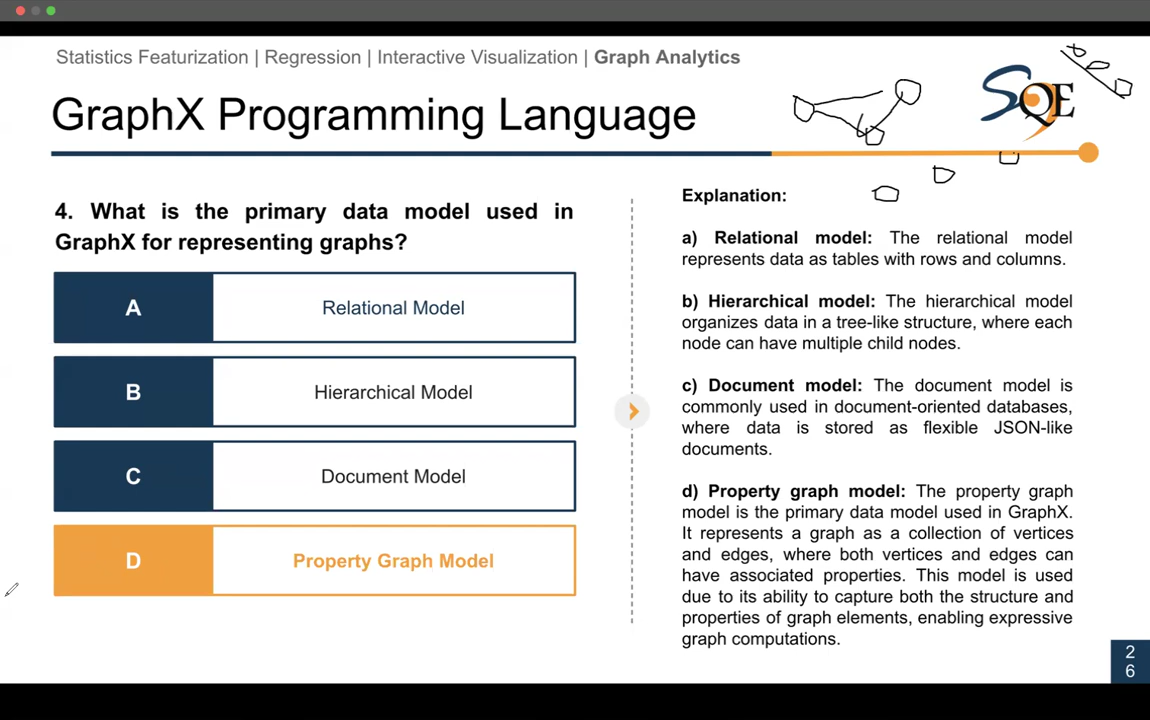 Statistics Featurization | Regression | Interactive Visualization | Graph Analytics
GraphX Programming Language
SQE
4. What is the primary data model used in
GraphX for representing graphs?
A
Relational Model
B
Hierarchical Model
C
Document Model
D
Property Graph Model
Explanation:
a) Relational model: The relational model
represents data as tables with rows and columns.
b) Hierarchical model: The hierarchical model
organizes data in a tree-like structure, where each
node can have multiple child nodes.
c) Document model: The document model is
commonly used in document-oriented databases,
where data is stored as flexible JSON-like
documents.
d) Property graph model: The property graph
model is the primary data model used in GraphX.
It represents a graph as a collection of vertices
and edges, where both vertices and edges can
have associated properties. This model is used
due to its ability to capture both the structure and
properties of graph elements, enabling expressive
graph computations.
2
6